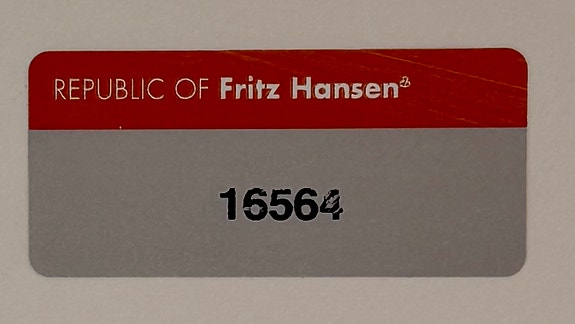 REPUBLIC OF Fritz Hansen®
16564